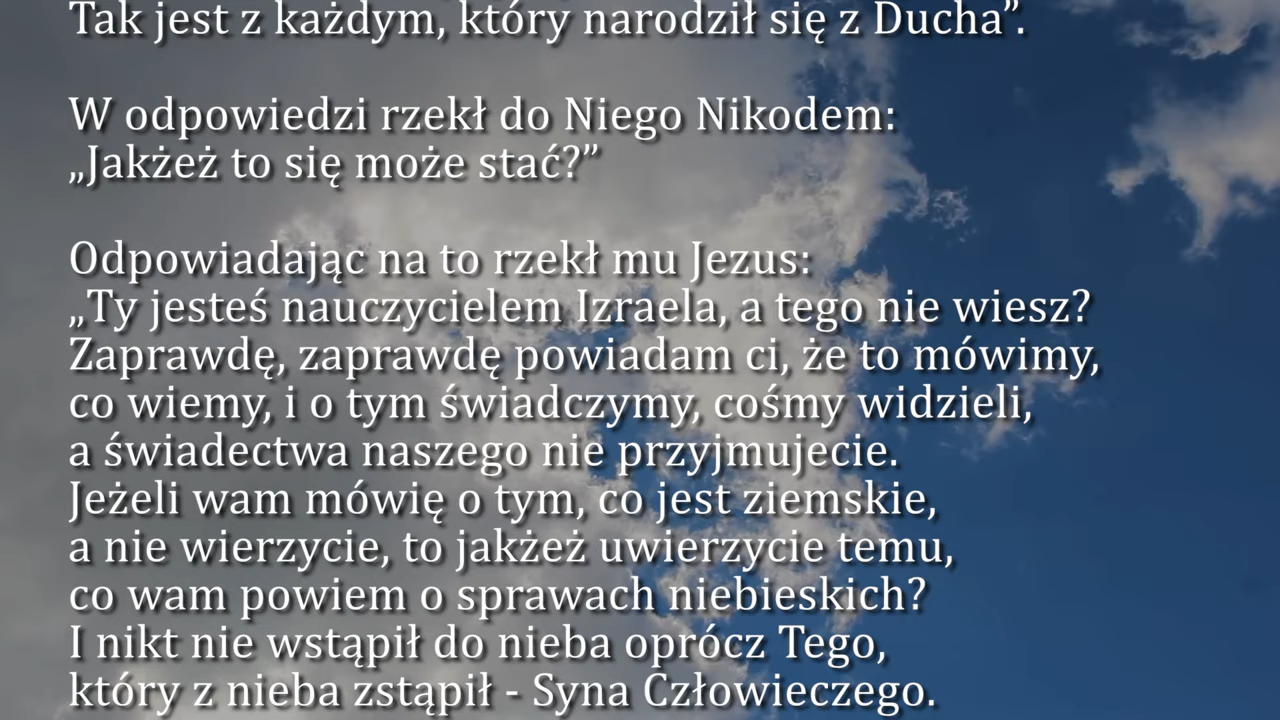 Tak jest z każdym, który narodził się z Ducha”.
W odpowiedzi rzekł do Niego Nikodem:
„Jakżeż to się może stać?”
Odpowiadając na to rzekł mu Jezus:
„Ty jesteś nauczycielem Izraela, a tego nie wiesz?
Zaprawdę, zaprawdę powiadam ci, że to mówimy,
co wiemy, i o tym świadczymy, cośmy widzieli,
a świadectwa naszego nie przyjmujecie.
Jeżeli wam mówię o tym, co jest ziemskie,
a nie wierzycie, to jakżeż uwierzycie temu,
co wam powiem o sprawach niebieskich?
I nikt nie wstąpił do nieba oprócz Tego,
który z nieba zstąpił - Syna Człowieczego.